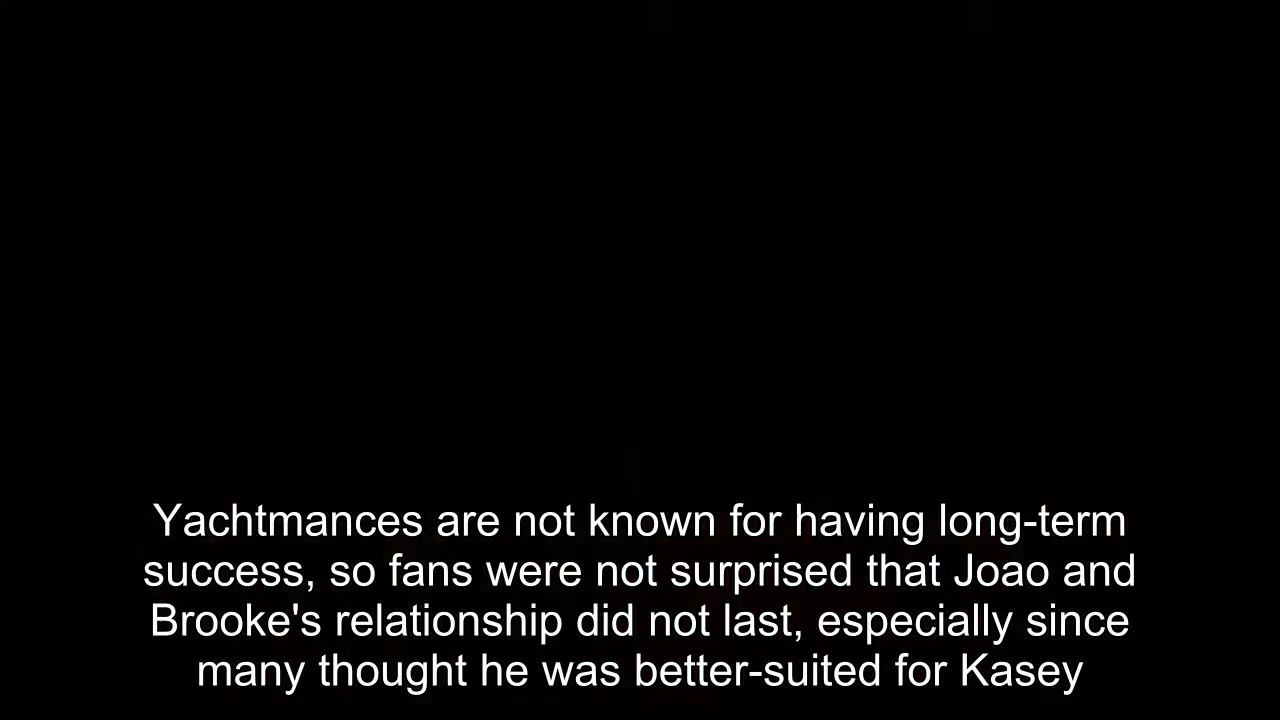 Yachtmances are not known for having long-term
success, so fans were not surprised that Joao and
Brooke's relationship did not last, especially since
many thought he was better-suited for Kasey